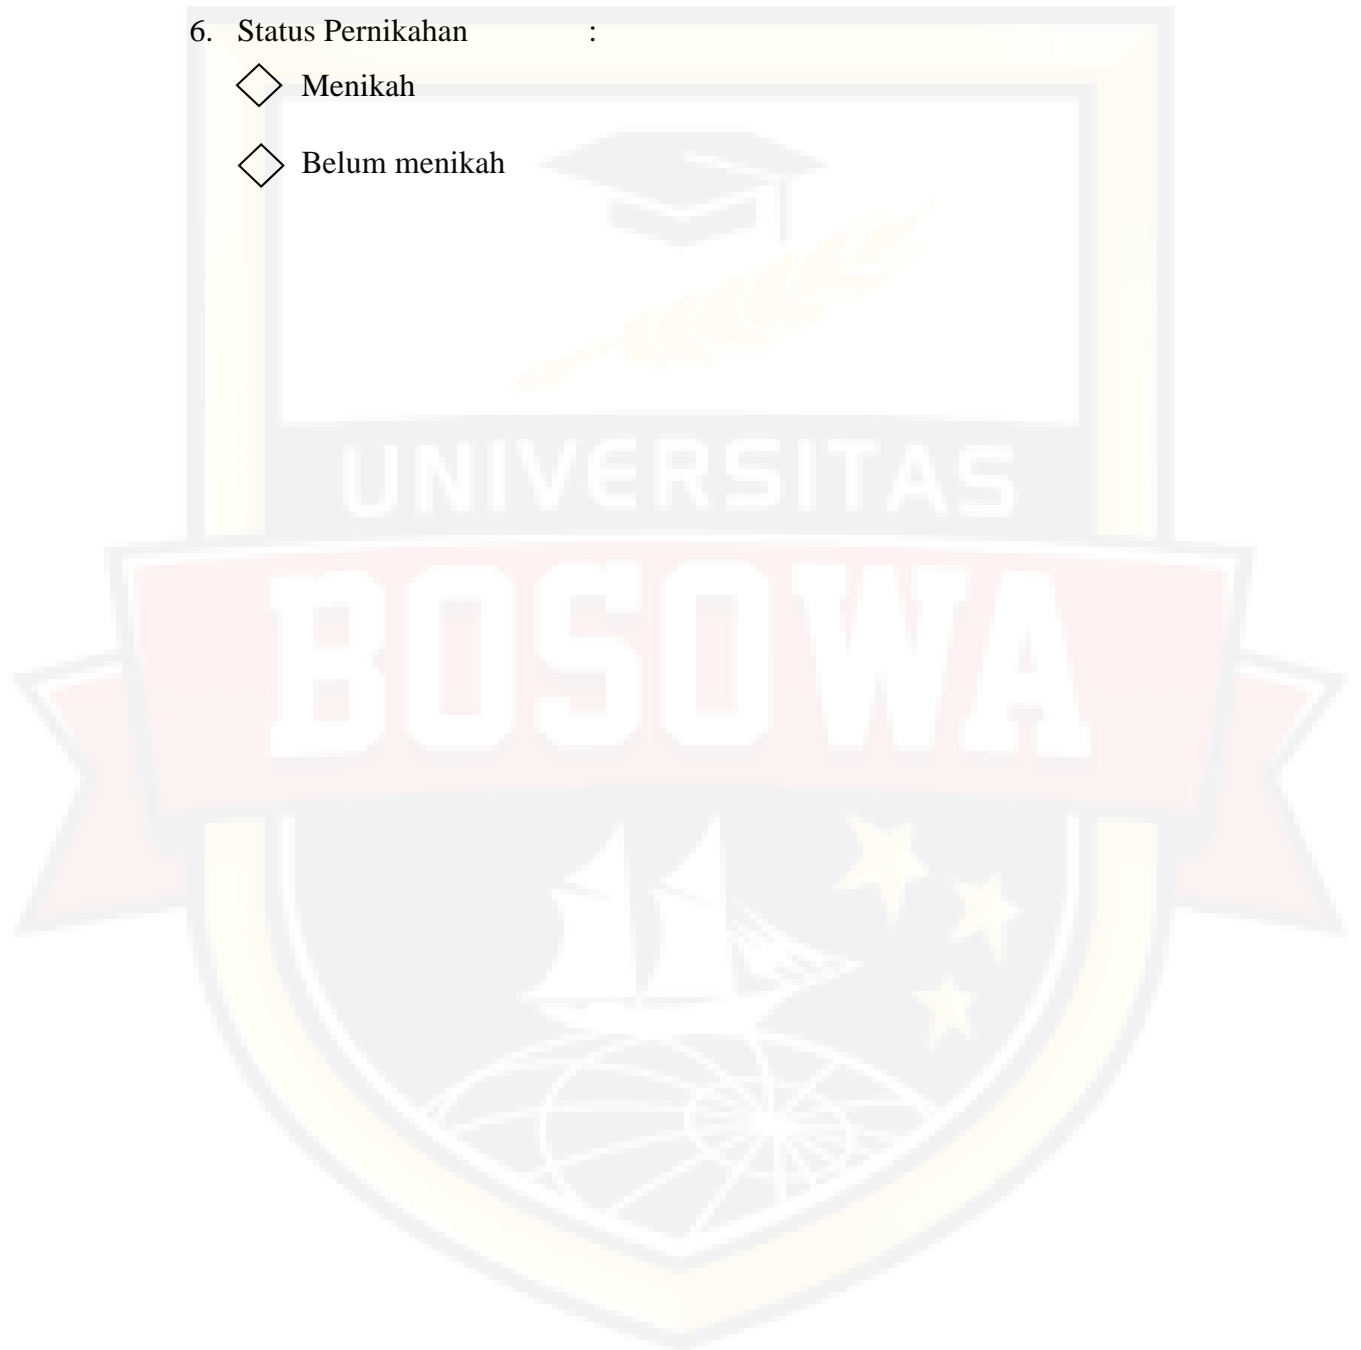 6. Status Pernikahan :
◇ Menikah
◇ Belum menikah
UNIVERSITAS
BOSOWA